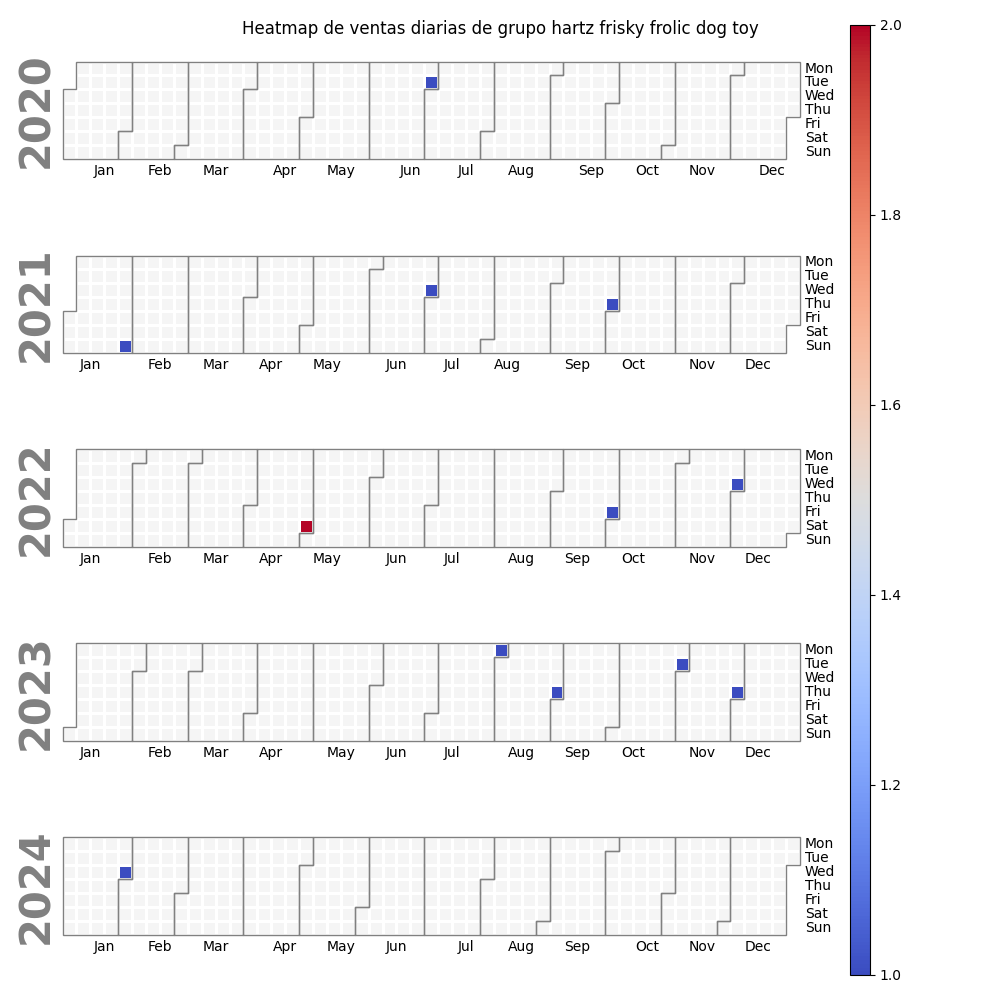 Heatmap de ventas diarias de grupo hartz frisky frolic dog toy
2020
Mon
Tue
Wed
Thu
Fri
Sat
Sun
Jan Feb Mar Apr May Jun Jul Aug Sep Oct Nov Dec
2021
Mon
Tue
Wed
Thu
Fri
Sat
Sun
Jan Feb Mar Apr May Jun Jul Aug Sep Oct Nov Dec
2022
Mon
Tue
Wed
Thu
Fri
Sat
Sun
Jan Feb Mar Apr May Jun Jul Aug Sep Oct Nov Dec
2023
Mon
Tue
Wed
Thu
Fri
Sat
Sun
Jan Feb Mar Apr May Jun Jul Aug Sep Oct Nov Dec
2024
Mon
Tue
Wed
Thu
Fri
Sat
Sun
Jan Feb Mar Apr May Jun Jul Aug Sep Oct Nov Dec
2.0
1.8
1.6
1.4
1.2
1.0